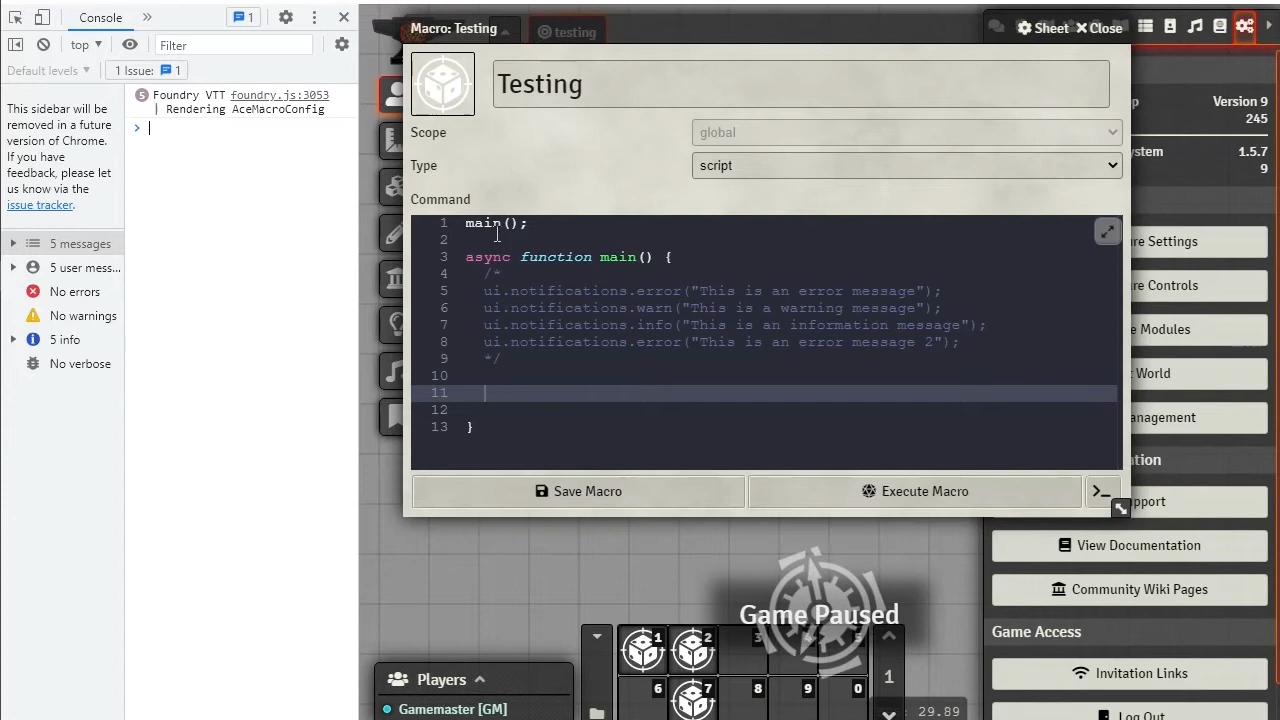 Console
1
top
Filter
Default levels
1 Issue: 1
This sidebar will be
removed in a future
version of Chrome.
If you have
feedback, please let
us know via the
issue tracker.
5 messages
5 user mess...
No errors
No warnings
5 info
No verbose
5 Foundry VTT foundry.js:3053
| Rendering AceMacroConfig
>
Macro: Testing
testing
Sheet
Close
Testing
Scope
global
Type
script
Command
1 main();
2
3 async function main() {
4 /*
5 ui.notifications.error("This is an error message");
6 ui.notifications.warn("This is a warning message");
7 ui.notifications.info("This is an information message");
8 ui.notifications.error("This is an error message 2");
9 */
10
11
12
13 }
Save Macro
Execute Macro
Version 9
245
stem 1.5.7
9
re Settings
re Controls
e Modules
t World
anagement
ation
pport
View Documentation
Community Wiki Pages
Game Access
Invitation Links
Log Out
Game Paused
1 2 3 4 5
6 7 8 9 0
1
Players
Gamemaster [GM]
: 29.89